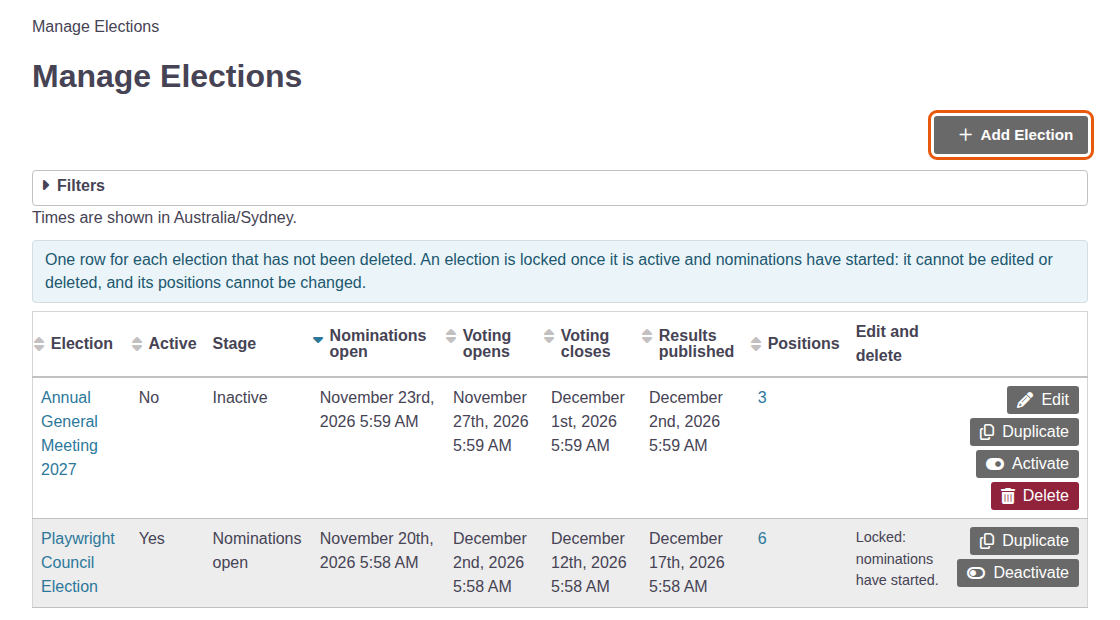 Manage Elections
Manage Elections
Add Election
Filters
Times are shown in Australia/Sydney.
One row for each election that has not been deleted. An election is locked once it is active and nominations have started: it cannot be edited or
deleted, and its positions cannot be changed.
Election Active Stage Nominations open Voting opens Voting closes Results published Positions Edit and delete
Annual General Meeting 2027
No
Inactive
November 23rd, 2026 5:59 AM
November 27th, 2026 5:59 AM
December 1st, 2026 5:59 AM
December 2nd, 2026 5:59 AM
3
Edit
Duplicate
Activate
Delete
Playwright Council Election
Yes
Nominations open
November 20th, 2026 5:58 AM
December 2nd, 2026 5:58 AM
December 12th, 2026 5:58 AM
December 17th, 2026 5:58 AM
6
Locked: nominations have started.
Duplicate
Deactivate